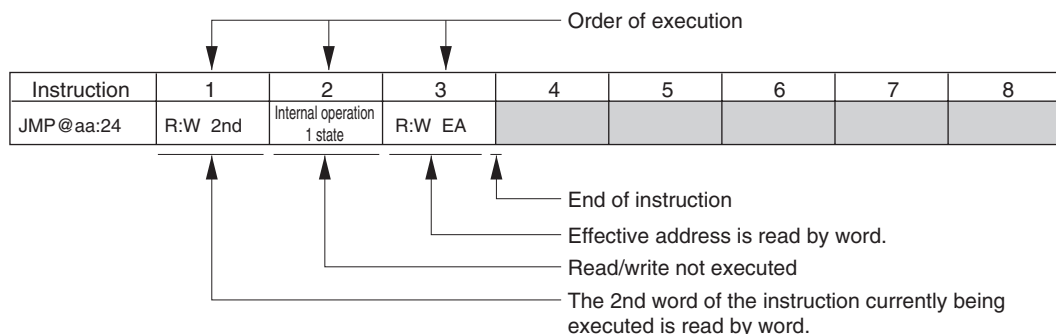 Order of execution
Instruction 1 2 3 4 5 6 7 8
JMP@aa:24 R:W 2nd Internal operation 1 state R:W EA
End of instruction
Effective address is read by word.
Read/write not executed
The 2nd word of the instruction currently being
executed is read by word.